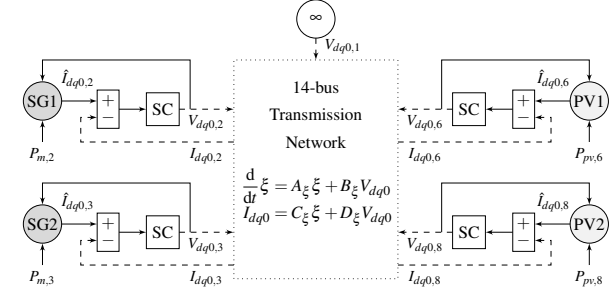 ∞
V_{dq0,1}
SG1
Î_{dq0,2}
+
−
SC
V_{dq0,2}
I_{dq0,2}
P_{m,2}
SG2
Î_{dq0,3}
+
−
SC
V_{dq0,3}
I_{dq0,3}
P_{m,3}
14-bus
Transmission
Network
d/dt ξ = A_ξ ξ + B_ξ V_{dq0}
I_{dq0} = C_ξ ξ + D_ξ V_{dq0}
PV1
Î_{dq0,6}
+
−
SC
V_{dq0,6}
I_{dq0,6}
P_{pv,6}
PV2
Î_{dq0,8}
+
−
SC
V_{dq0,8}
I_{dq0,8}
P_{pv,8}